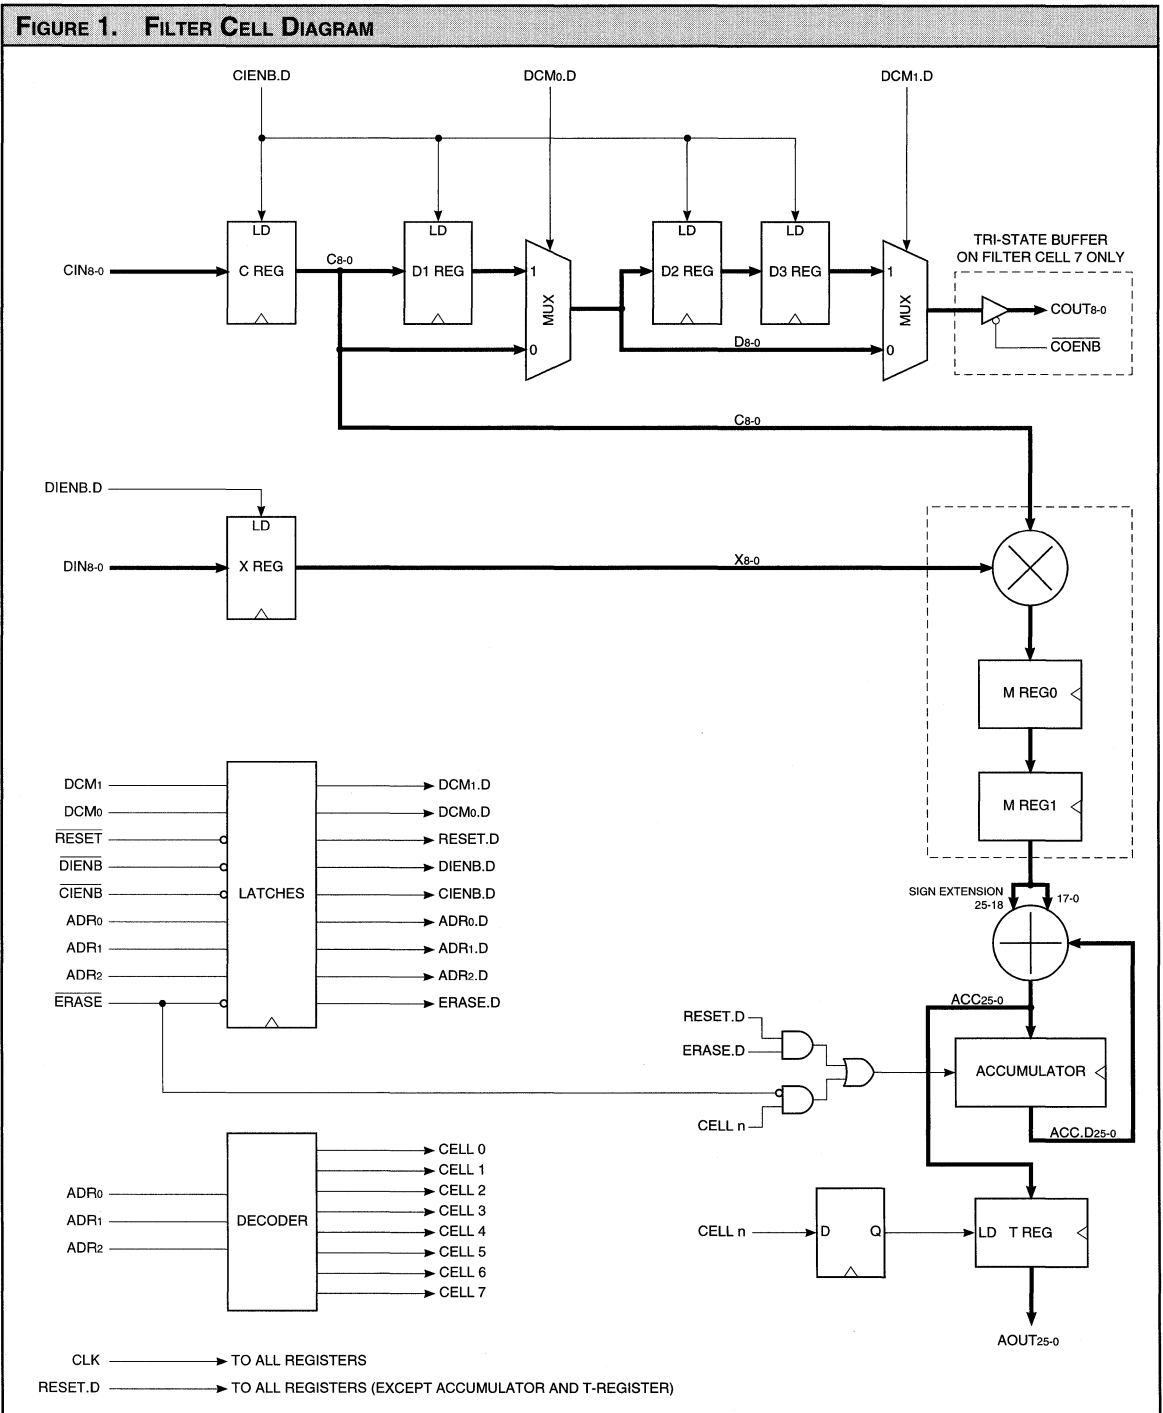 FIGURE 1. FILTER CELL DIAGRAM
CIENB.D
DCM0.D
DCM1.D
LD
LD
LD
LD
TRI-STATE BUFFER
ON FILTER CELL 7 ONLY
CIN8-0
C REG
C8-0
D1 REG
1
MUX
0
D2 REG
D3 REG
1
MUX
0
D8-0
COUT8-0
COENB
C8-0
DIENB.D
LD
DIN8-0
X REG
X8-0
M REG0
M REG1
DCM1
DCM0
RESET
DIENB
CIENB
ADR0
ADR1
ADR2
ERASE
LATCHES
DCM1.D
DCM0.D
RESET.D
DIENB.D
CIENB.D
ADR0.D
ADR1.D
ADR2.D
ERASE.D
SIGN EXTENSION
25-18
17-0
ACC25-0
RESET.D
ERASE.D
CELL n
ACCUMULATOR
ACC.D25-0
ADR0
ADR1
ADR2
DECODER
CELL 0
CELL 1
CELL 2
CELL 3
CELL 4
CELL 5
CELL 6
CELL 7
CELL n
D Q
LD T REG
AOUT25-0
CLK TO ALL REGISTERS
RESET.D TO ALL REGISTERS (EXCEPT ACCUMULATOR AND T-REGISTER)